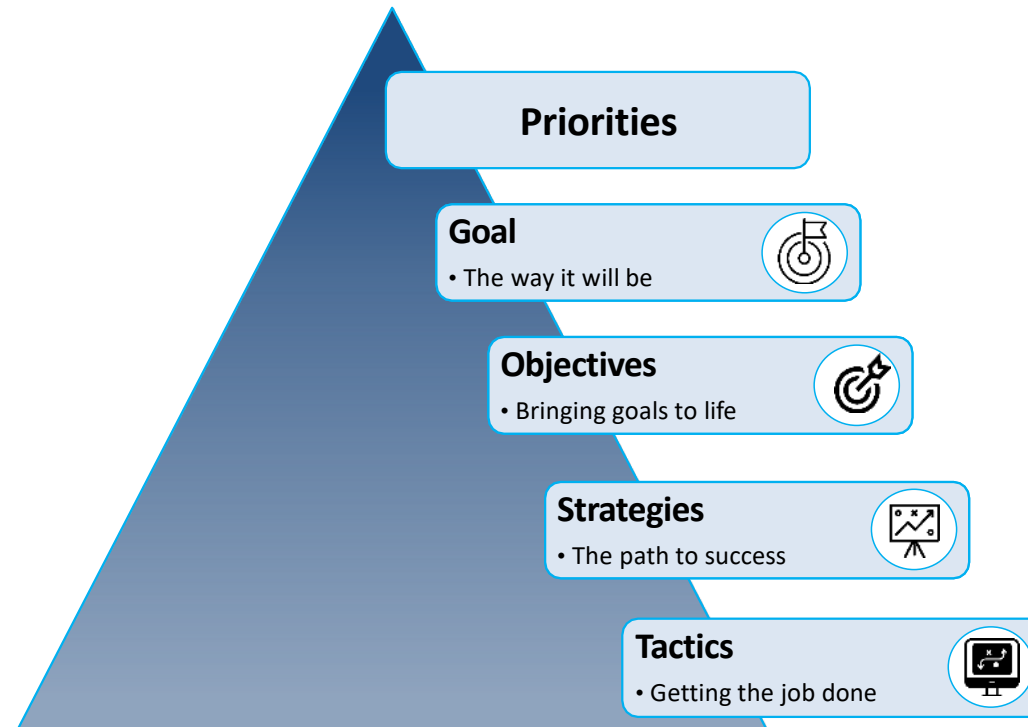 Priorities
Goal
• The way it will be
Objectives
• Bringing goals to life
Strategies
• The path to success
Tactics
• Getting the job done